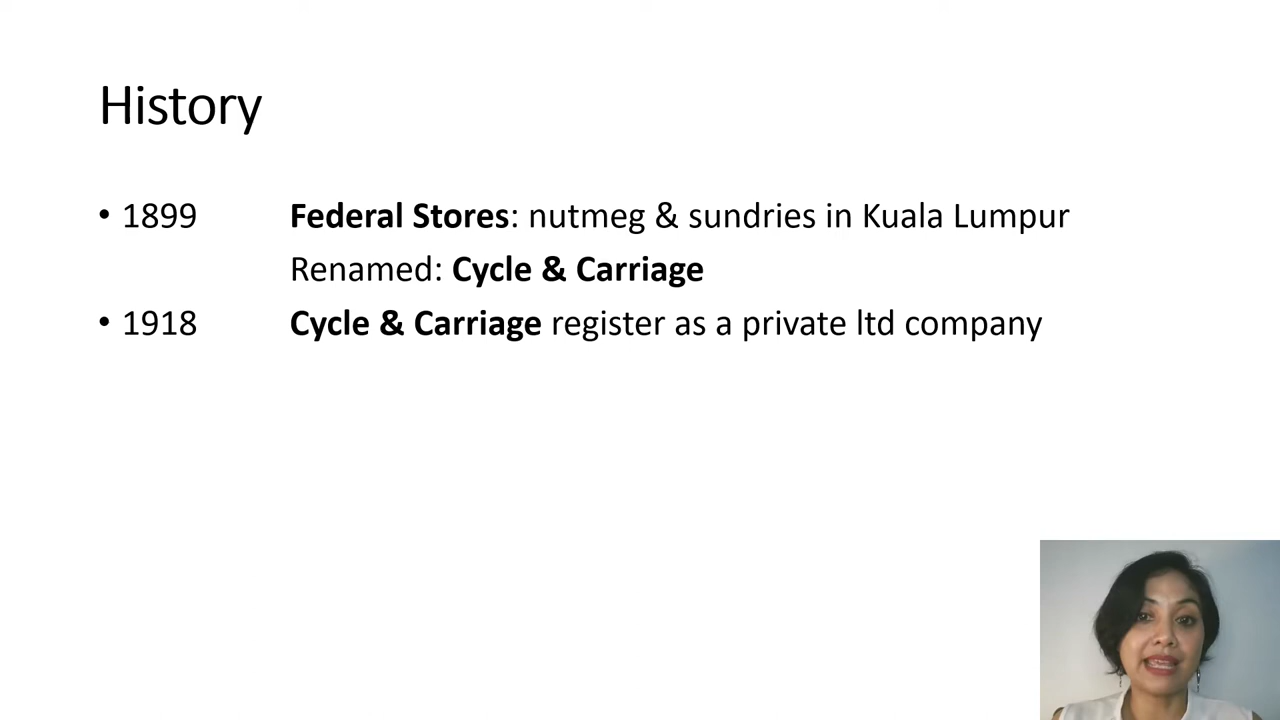 History
• 1899 Federal Stores: nutmeg & sundries in Kuala Lumpur
Renamed: Cycle & Carriage
• 1918 Cycle & Carriage register as a private ltd company